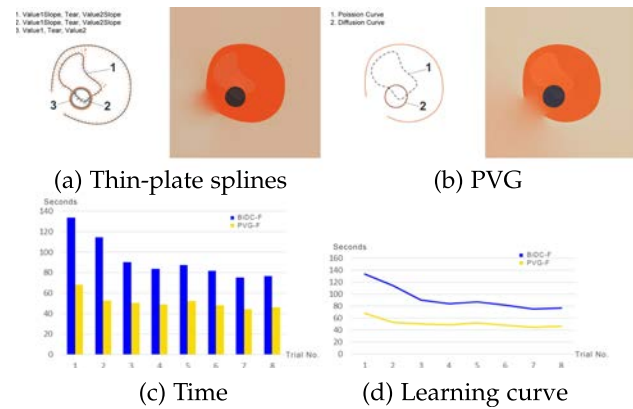 1. Value1Slope, Tear, Value2Slope
2. Value1Slope, Tear, Value2Slope
3. Value1, Tear, Value2
1
3
2
(a) Thin-plate splines
1. Poission Curve
2. Diffusion Curve
1
2
(b) PVG
Seconds
140
120
100
80
60
40
20
0
BiDC-F
PVG-F
1 2 3 4 5 6 7 8
Trial No.
(c) Time
Seconds
160
140
120
100
80
60
40
20
0
BiDC-F
PVG-F
1 2 3 4 5 6 7 8
Trial No.
(d) Learning curve